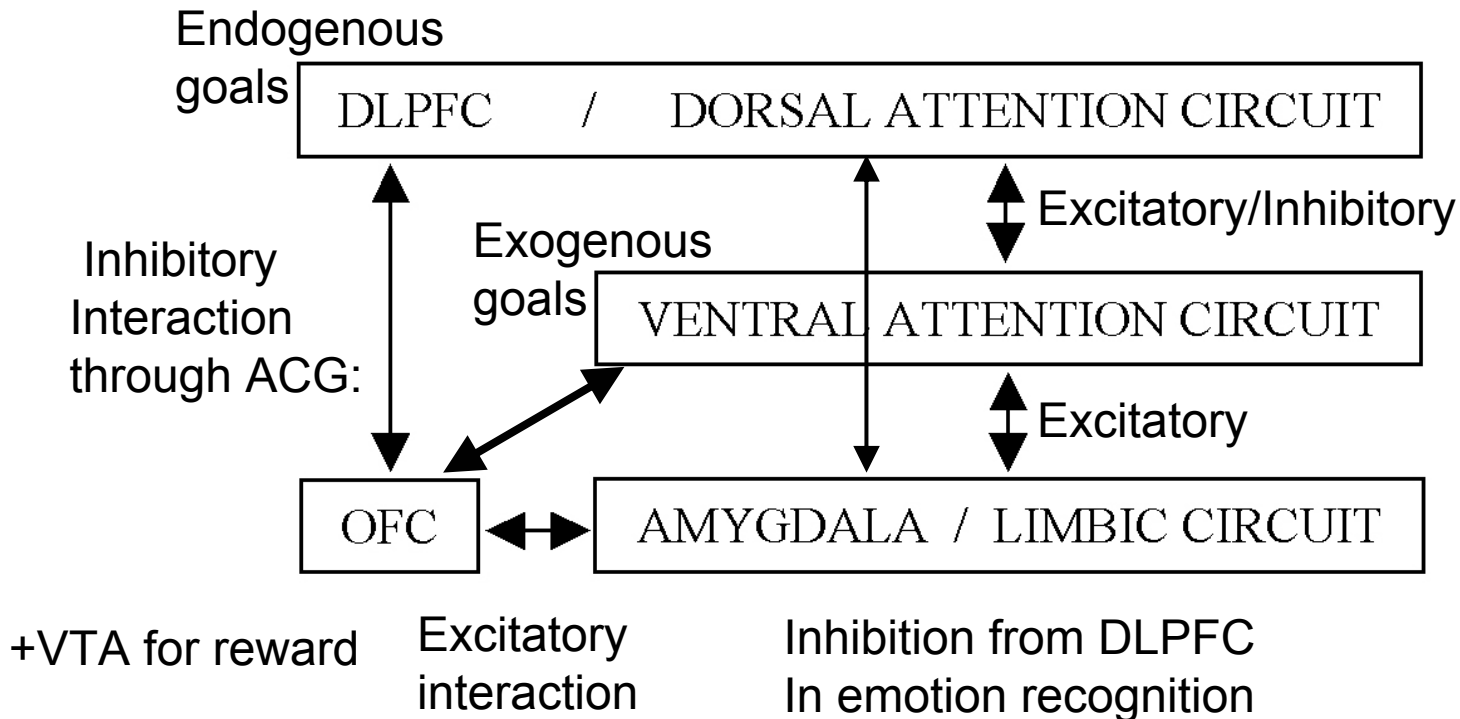 Endogenous
goals
DLPFC / DORSAL ATTENTION CIRCUIT
Excitatory/Inhibitory
Inhibitory
Interaction
through ACG:
Exogenous
goals
VENTRAL ATTENTION CIRCUIT
Excitatory
OFC
AMYGDALA / LIMBIC CIRCUIT
+VTA for reward
Excitatory
interaction
Inhibition from DLPFC
In emotion recognition